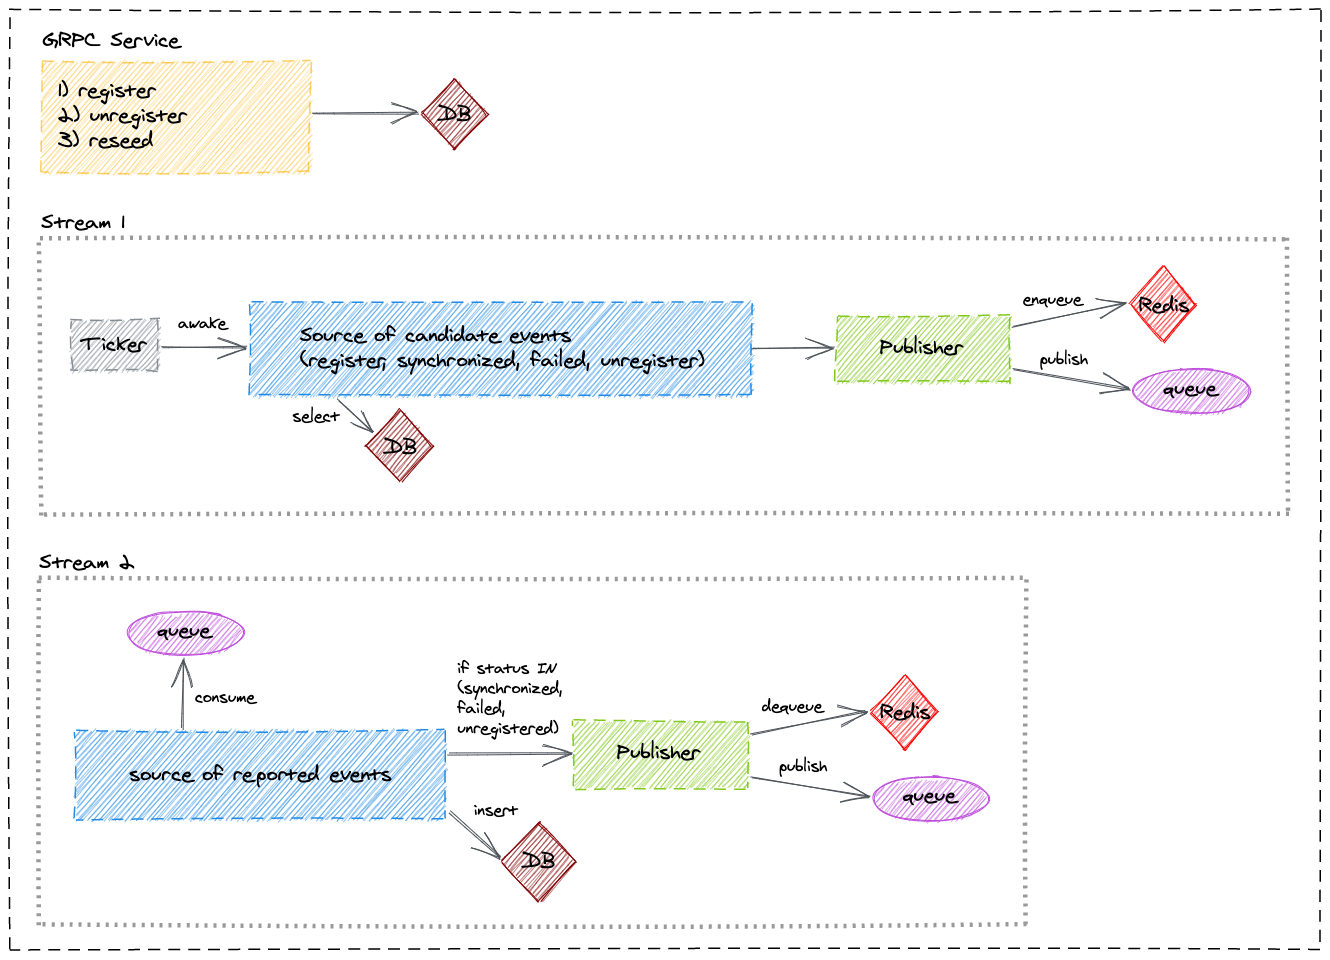 GRPC Service
1) register
2) unregister
3) reseed
DB
Stream 1
Ticker
awake
Source of candidate events
(register, synchronized, failed, unregister)
select
DB
Publisher
enqueue
Redis
publish
queue
Stream 2
queue
consume
source of reported events
if status IN
(synchronized,
failed,
unregistered)
insert
DB
Publisher
dequeue
Redis
publish
queue